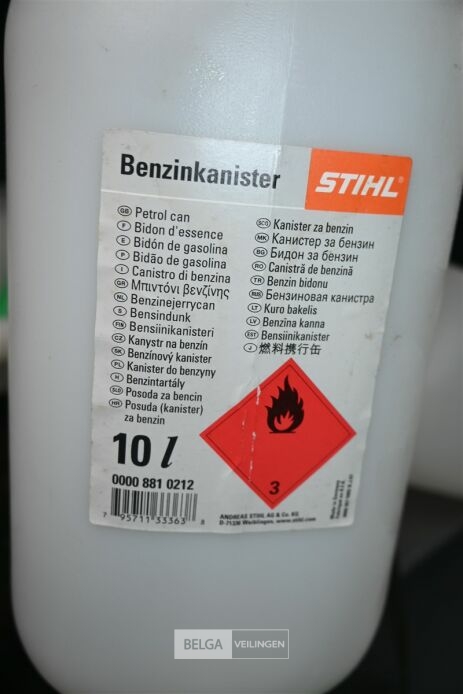 Benzinkanister
STIHL®
GB Petrol can
F Bidon d'essence
E Bidón de gasolina
P Bidão de gasolina
I Canistro di benzina
GR Μπιντόνι βενζίνης
NL Benzinejerrycan
S Bensindunk
FIN Bensiinikanisteri
CZ Kanystr na benzín
SK Benzínový kanister
PL Kanister do benzyny
H Benzintartály
SLO Posoda za bencin
HR Posuda (kanister)
za benzin
SCG Kanister za benzin
MK Канистер за бензин
BG Бидон за бензин
RO Canistră de benzină
TR Benzin bidonu
RUS Бензиновая канистра
LT Kuro bakelis
LV Benzīna kanna
EST Bensiinikanister
J 燃料携行缶
10 l
0000 881 0212
7 95711 33363
3
ANDREAS STIHL AG & Co. KG
D-71336 Waiblingen, www.stihl.com
BELGA VEILINGEN